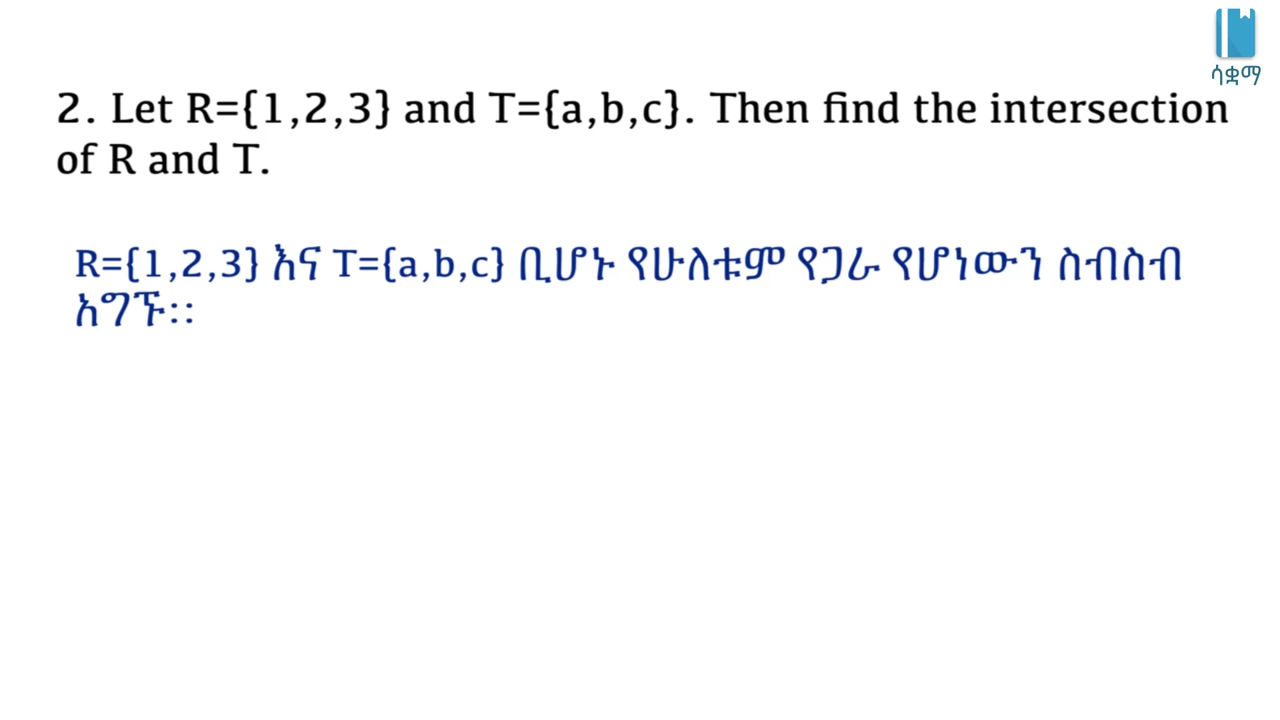 ሳቋማ
2. Let R={1,2,3} and T={a,b,c}. Then find the intersection
of R and T.
R={1,2,3} እና T={a,b,c} ቢሆኑ የሁለቱም የጋራ የሆነውን ስብስብ
አግኙ፡፡